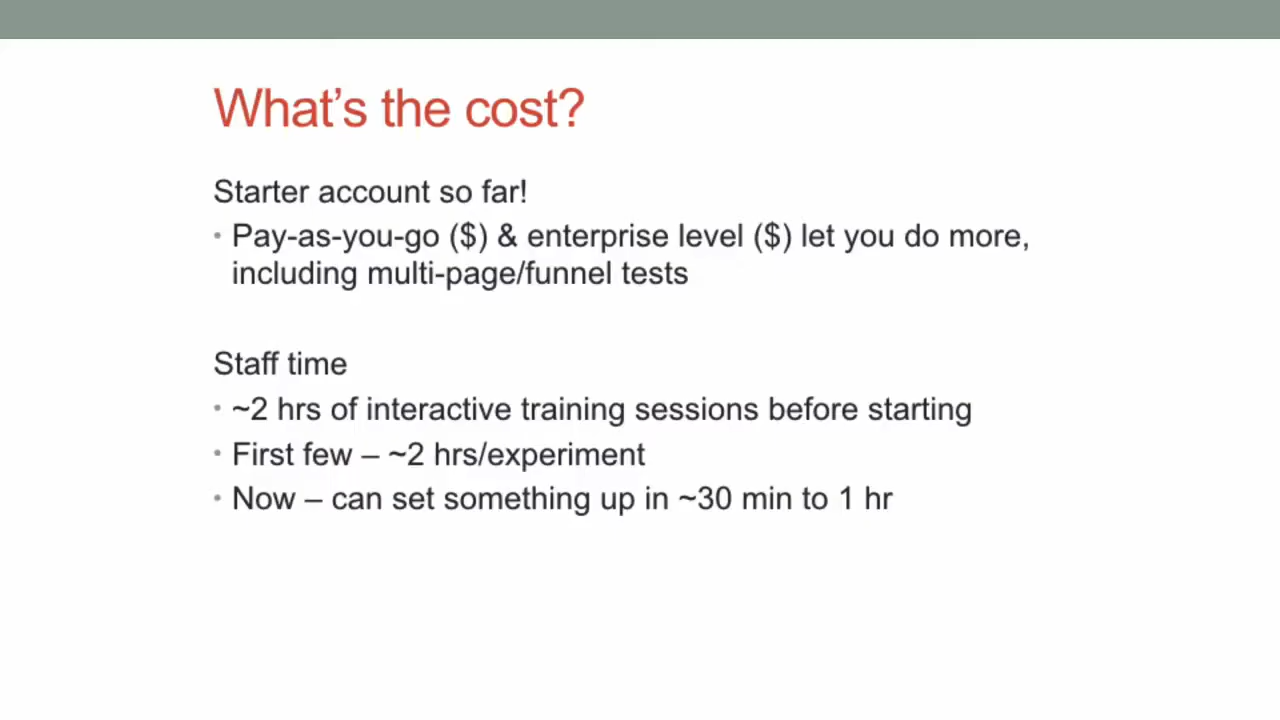 What’s the cost?
Starter account so far!
• Pay-as-you-go ($) & enterprise level ($) let you do more,
including multi-page/funnel tests
Staff time
• ~2 hrs of interactive training sessions before starting
• First few – ~2 hrs/experiment
• Now – can set something up in ~30 min to 1 hr